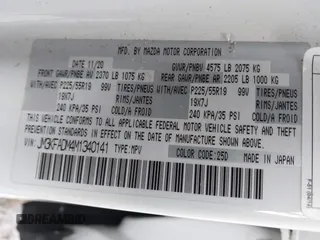 MFD. BY MAZDA MOTOR CORPORATION
DATE 11/20 GVWR/PNBV 4575 LB 2075 KG
FRONT GAWR/PNBE AV 2370 LB 1075 KG REAR GAWR/PNBE AR 2205 LB 1000 KG
TIRES/PNEUS WITH/AVEC P225/55R19 99V TIRES/PNEUS WITH/AVEC P225/55R19 99V
RIMS/JANTES 19X7J RIMS/JANTES 19X7J
240 KPA/35 PSI 240 KPA/35 PSI
THIS VEHICLE CONFORMS TO ALL APPLICABLE FEDERAL MOTOR VEHICLE SAFETY, BUMPER, AND THEFT PREVENTION STANDARDS IN EFFECT ON THE DATE OF MANUFACTURE SHOWN ABOVE.
JM3KFADM4M1340141 TYPE:MPV
COLOR CODE:25D MADE IN JAPAN